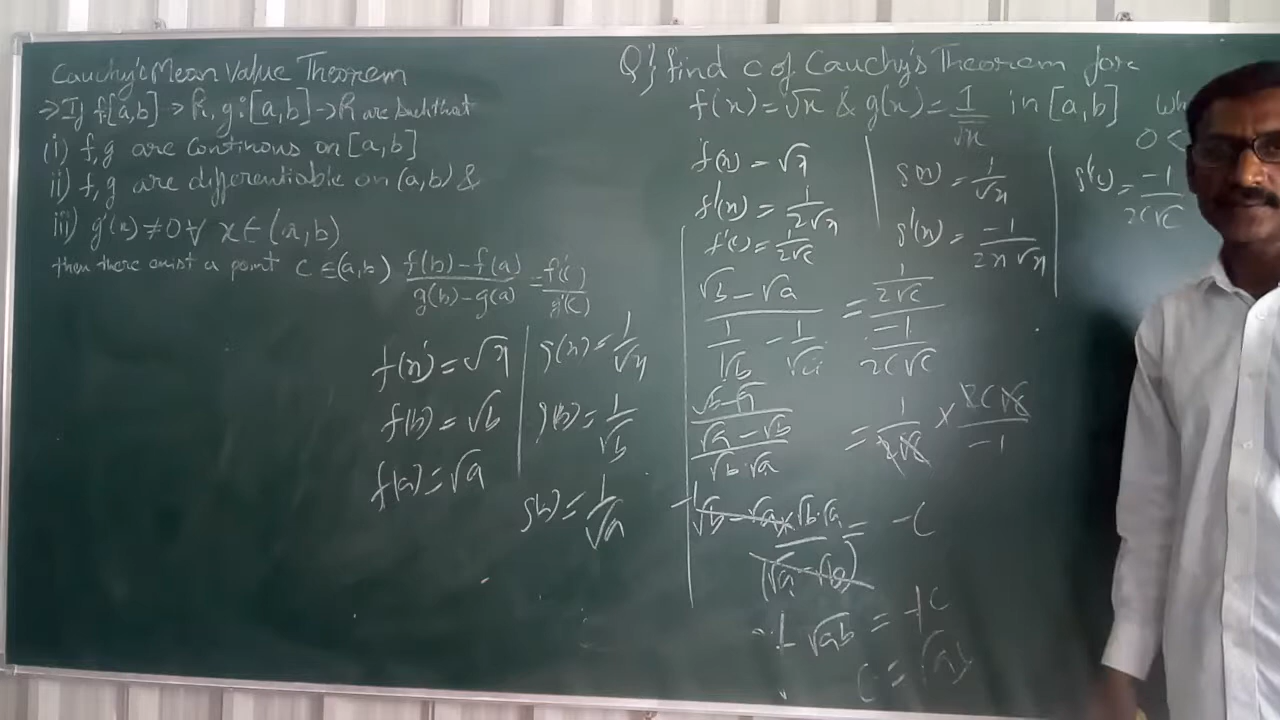 Cauchy's Mean Value Theorem
⇒ If f[a,b] → R, g:[a,b] → R are such that
(i) f,g are continous on [a,b]
ii) f,g are differentiable on (a,b) &
iii) g'(x) ≠ 0 ∀ x ∈ (a,b)
then there exist a point c ∈ (a,b) f(b)-f(a) / g(b)-g(a) = f'(c) / g'(c)
f(x) = √x | g(x) = 1/√x
f(b) = √b | g(b) = 1/√b
f(a) = √a
g(a) = 1/√a
Q} find c of Cauchy's Theorem for
f(x) = √x & g(x) = 1/√x in [a,b] wh
0 <
f(x) = √x | g(x) = 1/√x | g'(c) = -1/2c√c
f'(x) = 1/2√x
g'(x) = -1/2x√x
f'(c) = 1/2√c
√b - √a / 1/√b - 1/√a = 1/2√c / -1/2c√c
√b-√a / √a-√b / √b√a = 1/2√c × 2c√c / -1
-1 √b-√a × √b·√a / (√a-√b) = -c
√ab = +c
c = √ab